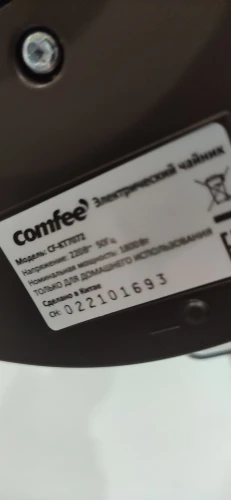 comfee' Электрический чайник
Модель: CF-KT7072
Напряжение: 220В~ 50Гц
Номинальная мощность: 1800Вт
ТОЛЬКО ДЛЯ ДОМАШНЕГО ИСПОЛЬЗОВАНИЯ
Сделано в Китае
СН: 022101693